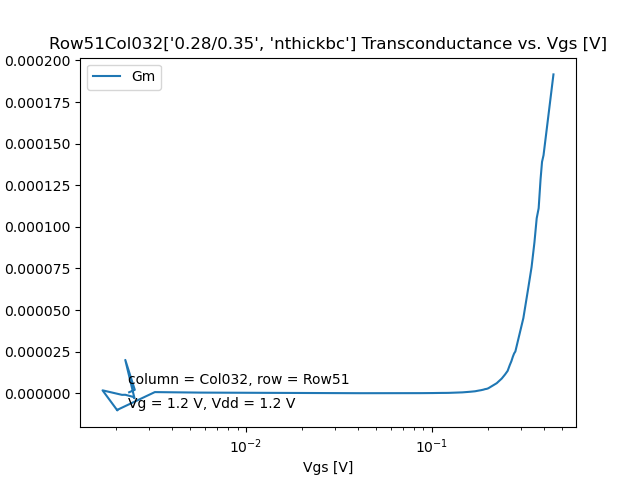 Row51Col032['0.28/0.35', 'nthickbc'] Transconductance vs. Vgs [V]
0.000200
Gm
0.000175
0.000150
0.000125
0.000100
0.000075
0.000050
0.000025
column = Col032, row = Row51
0.000000
Vg = 1.2 V, Vdd = 1.2 V
10⁻² 10⁻¹
Vgs [V]